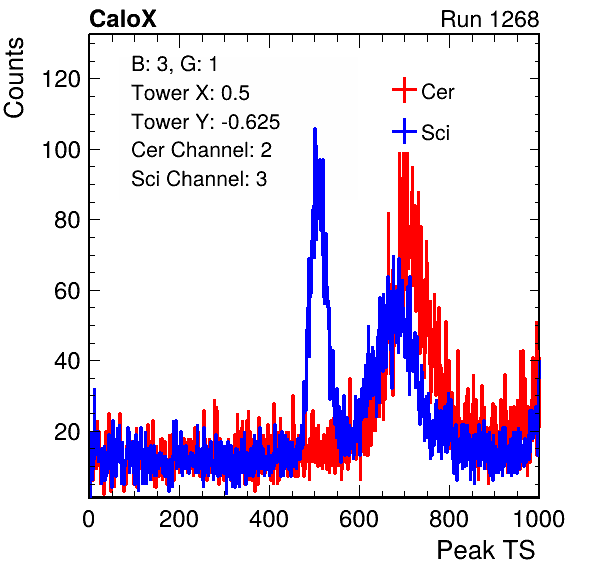 CaloX Run 1268
Counts
B: 3, G: 1
Tower X: 0.5
Tower Y: -0.625
Cer Channel: 2
Sci Channel: 3
Cer
Sci
120
100
80
60
40
20
0 200 400 600 800 1000
Peak TS